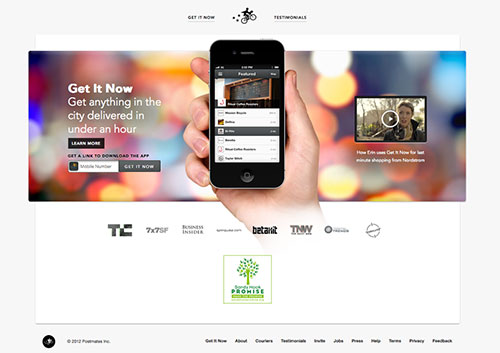 GET IT NOW
TESTIMONIALS
Get It Now
Get anything in the
city delivered in
under an hour
LEARN MORE
GET A LINK TO DOWNLOAD THE APP
Mobile Number
GET IT NOW
Featured
Map
Ritual Coffee Roasters
Mission Bicycle
Delfina
Bi-Rite
Ritual Coffee Roasters
Taylor Stitch
How Erin uses Get It Now for last
minute shopping from Nordstrom
TC
7x7SF
BUSINESS
INSIDER
betakit
TNW
THE NEXT WEB
Sandy Hook
PROMISE
© 2012 Postmates Inc.
Get It Now
About
Couriers
Testimonials
Invite
Jobs
Press
Help
Terms
Privacy
Feedback